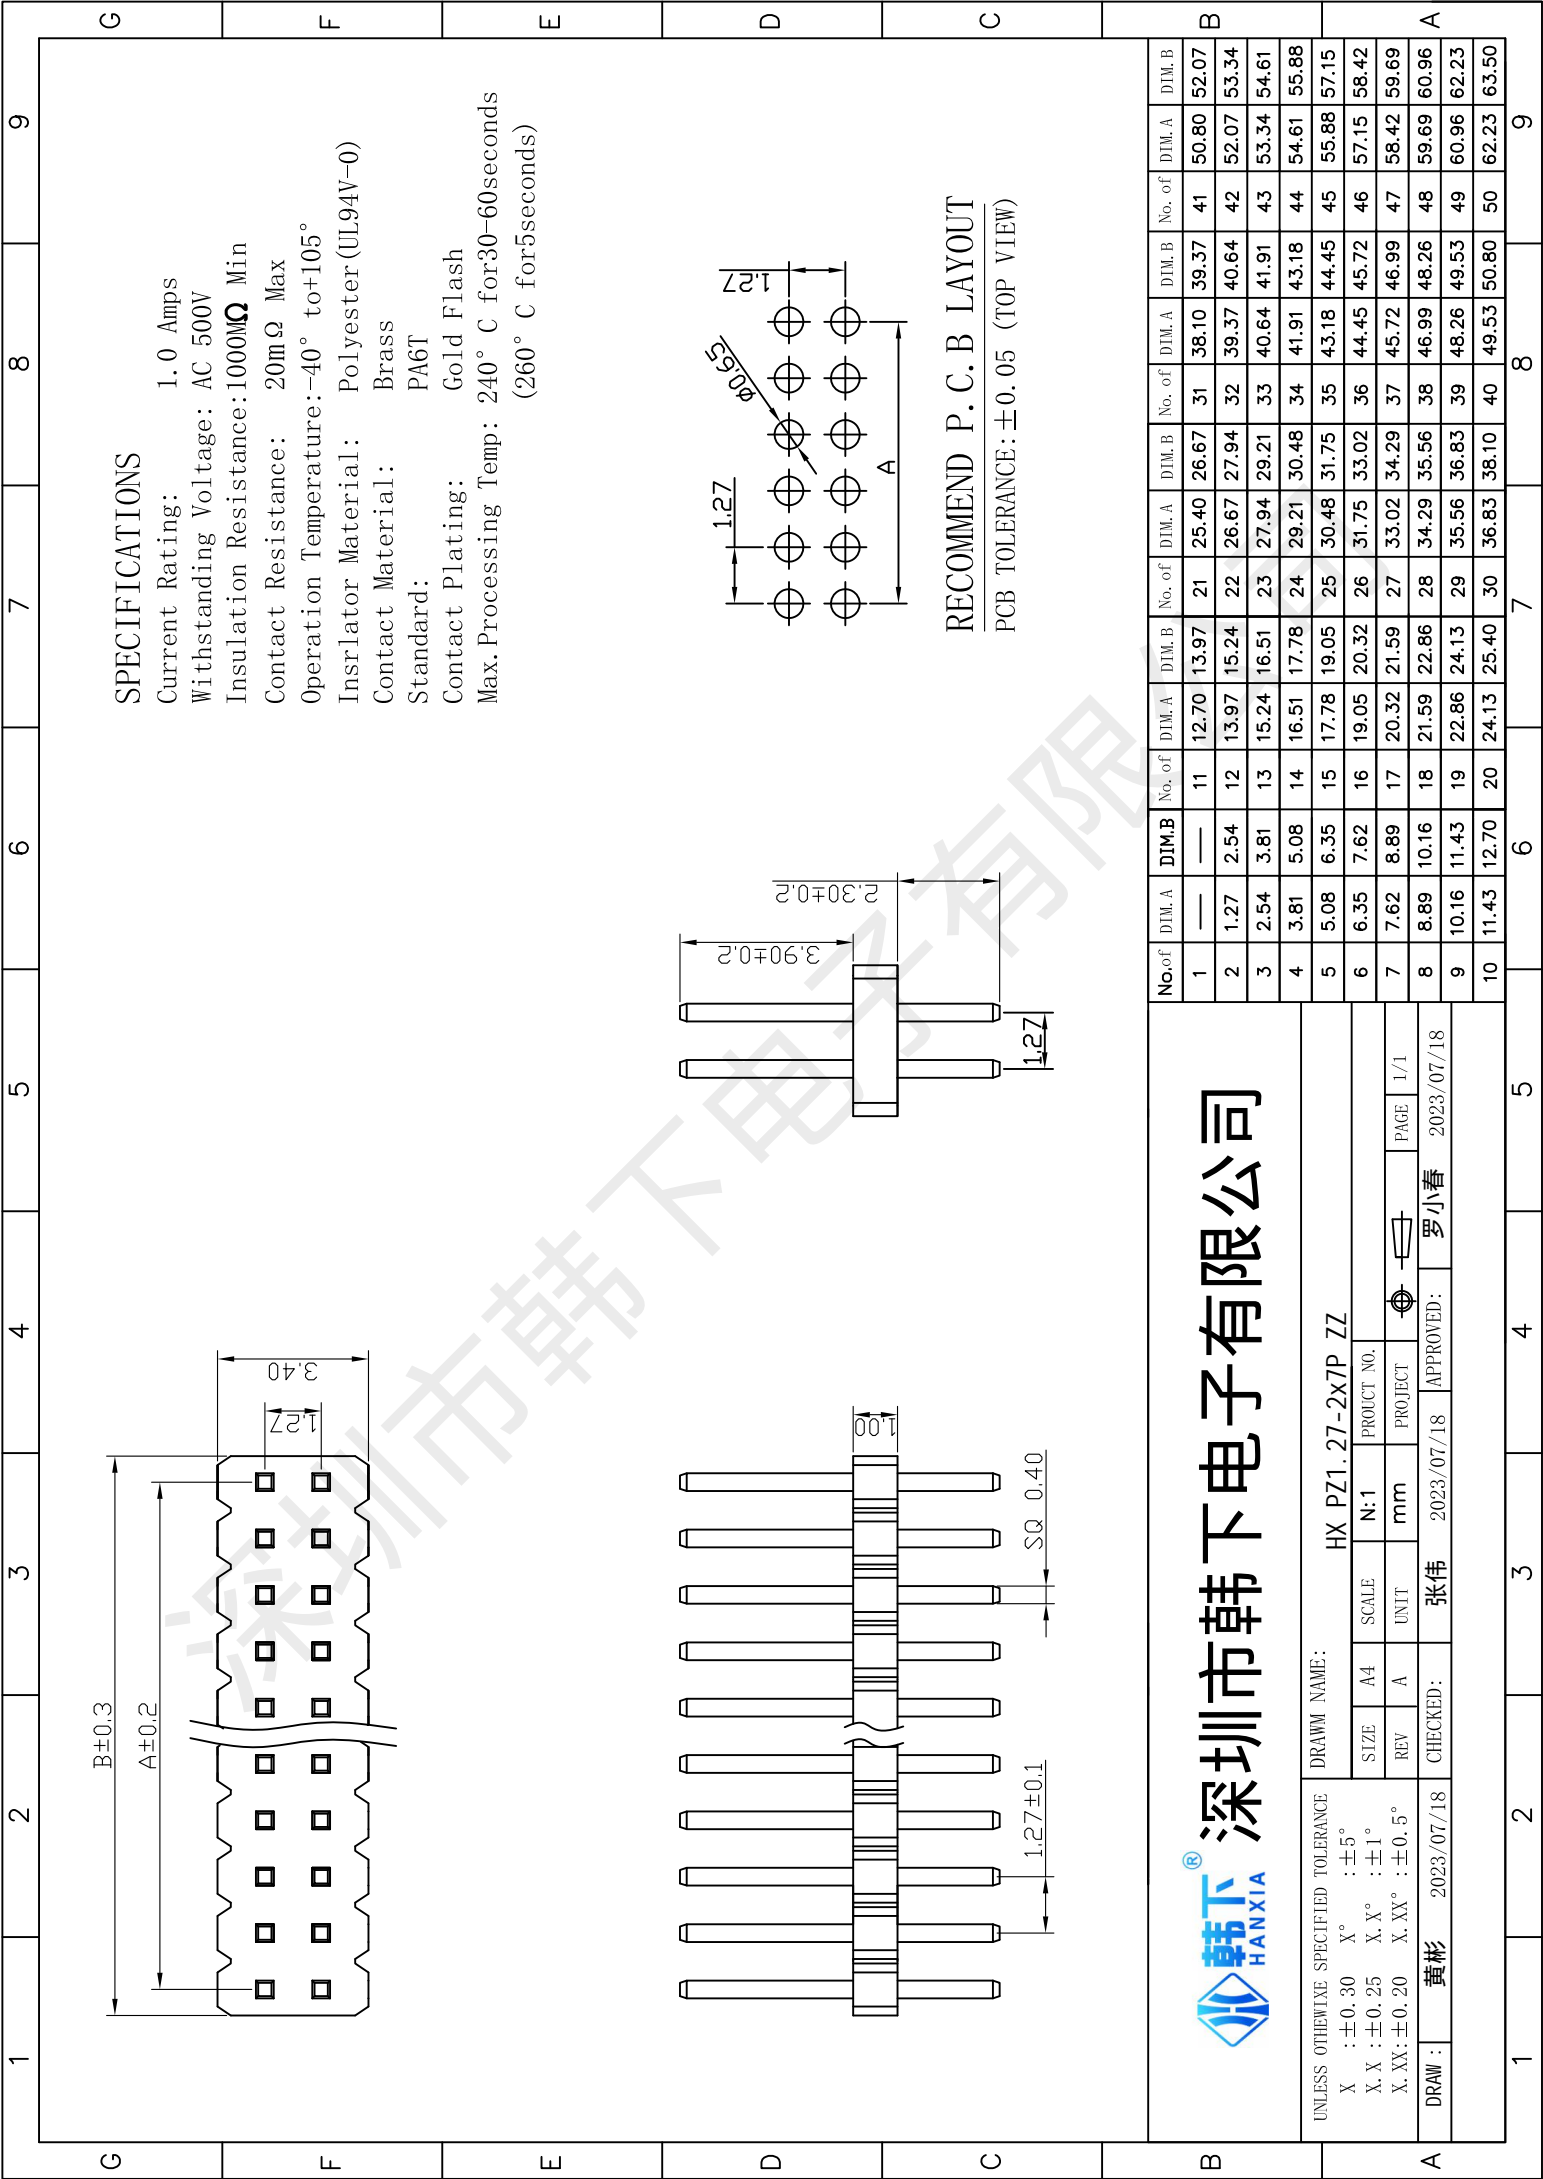 1 2 3 4 5 6 7 8 9
G
F
E
D
C
B
A
B±0.3
A±0.2
1.27
3.40
SPECIFICATIONS
Current Rating: 1.0 Amps
Withstanding Voltage: AC 500V
Insulation Resistance:1000MΩ Min
Contact Resistance: 20mΩ Max
Operation Temperature:-40° to+105°
Insrlator Material: Polyester(UL94V-0)
Contact Material: Brass
Standard: PA6T
Contact Plating: Gold Flash
Max.Processing Temp: 240° C for30-60seconds
(260° C for5seconds)
1.27±0.1
SQ 0.40
1.00
3.90±0.2
2.30±0.2
1.27
1.27
Ø0.65
1.27
A
RECOMMEND P.C.B LAYOUT
PCB TOLERANCE:±0.05 (TOP VIEW)
深圳市韩下电子有限公司
韩下®
HANXIA
深圳市韩下电子有限公司
UNLESS OTHEWIXE SPECIFIED TOLERANCE
X :±0.30 X° :±5°
X.X :±0.25 X.X° :±1°
X.XX:±0.20 X.XX° :±0.5°
DRAWM NAME:
HX PZ1.27-2x7P ZZ
SIZE A4 SCALE N:1 PROUCT NO.
REV A UNIT mm PROJECT PAGE 1/1
DRAW : 黄彬 2023/07/18 CHECKED: 张伟 2023/07/18 APPROVED: 罗小春 2023/07/18
No.of DIM.A DIM.B No. of DIM.A DIM.B No. of DIM.A DIM.B No. of DIM.A DIM.B No. of DIM.A DIM.B
1 — — 11 12.70 13.97 21 25.40 26.67 31 38.10 39.37 41 50.80 52.07
2 1.27 2.54 12 13.97 15.24 22 26.67 27.94 32 39.37 40.64 42 52.07 53.34
3 2.54 3.81 13 15.24 16.51 23 27.94 29.21 33 40.64 41.91 43 53.34 54.61
4 3.81 5.08 14 16.51 17.78 24 29.21 30.48 34 41.91 43.18 44 54.61 55.88
5 5.08 6.35 15 17.78 19.05 25 30.48 31.75 35 43.18 44.45 45 55.88 57.15
6 6.35 7.62 16 19.05 20.32 26 31.75 33.02 36 44.45 45.72 46 57.15 58.42
7 7.62 8.89 17 20.32 21.59 27 33.02 34.29 37 45.72 46.99 47 58.42 59.69
8 8.89 10.16 18 21.59 22.86 28 34.29 35.56 38 46.99 48.26 48 59.69 60.96
9 10.16 11.43 19 22.86 24.13 29 35.56 36.83 39 48.26 49.53 49 60.96 62.23
10 11.43 12.70 20 24.13 25.40 30 36.83 38.10 40 49.53 50.80 50 62.23 63.50
G
F
E
D
C
B
A
1 2 3 4 5 6 7 8 9